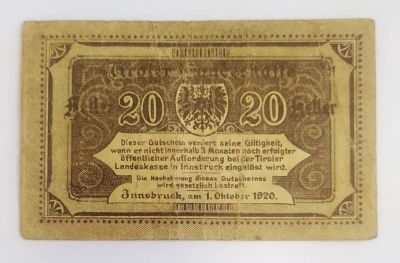 20 20 Heller
Dieser Gutschein verliert seine Giltigkeit,
wenn er nicht innerhalb 3 Monaten nach erfolgter
öffentlicher Aufforderung bei der Tiroler
Landeskasse in Innsbruck eingelöst wird.
Die Nachahmung dieses Gutscheines
wird gesetzlich bestraft.
Innsbruck, am 1. Oktober 1920.